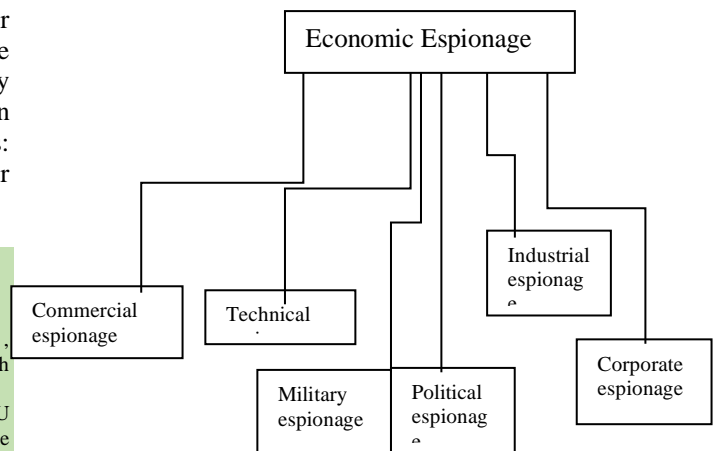 r
e
y
n
s:
r
Economic Espionage
Industrial
espionag
e
Commercial
espionage
Technical
,
h
U
e
Corporate
espionage
Military
espionage
Political
espionag
e